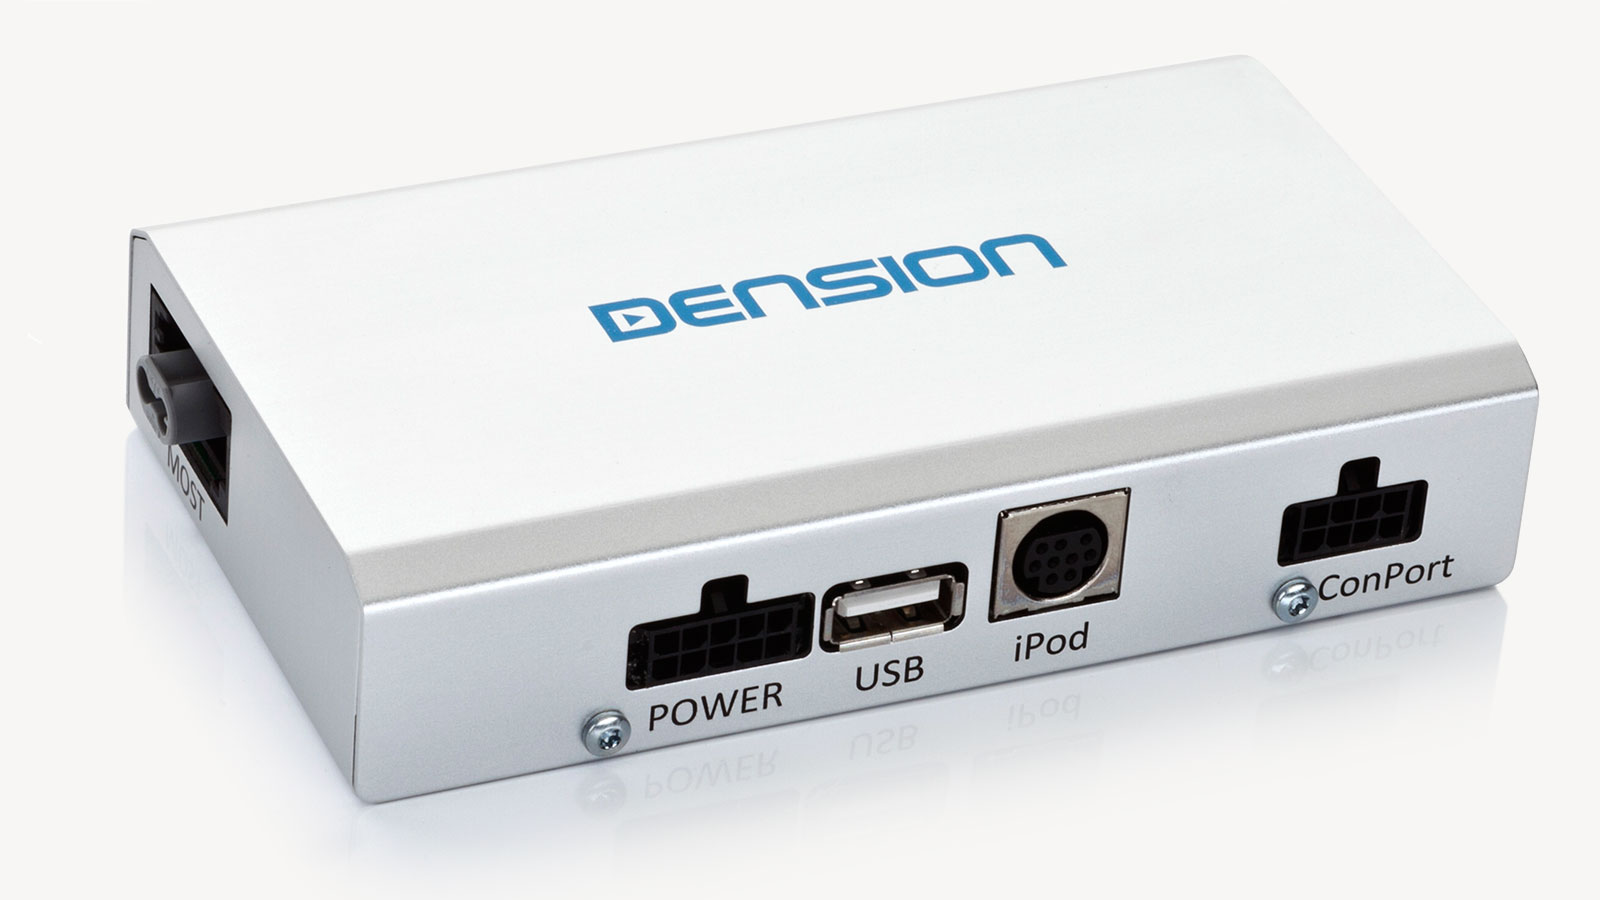 DENSION
MOST
POWER
USB
iPod
ConPort